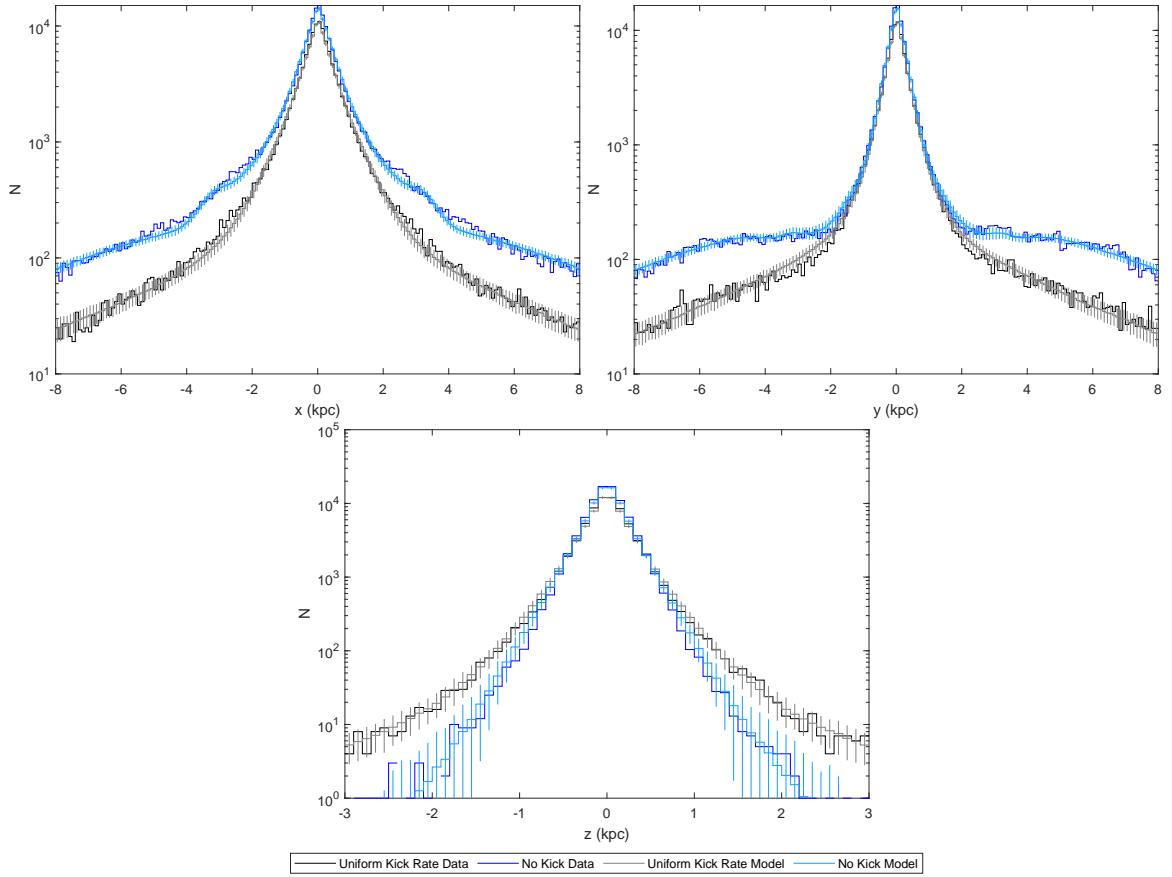 10^4
10^3
10^2
10^1
N
-8 -6 -4 -2 0 2 4 6 8
x (kpc)
10^4
10^3
10^2
10^1
N
-8 -6 -4 -2 0 2 4 6 8
y (kpc)
10^5
10^4
10^3
10^2
10^1
10^0
N
-3 -2 -1 0 1 2 3
z (kpc)
Uniform Kick Rate Data No Kick Data Uniform Kick Rate Model No Kick Model